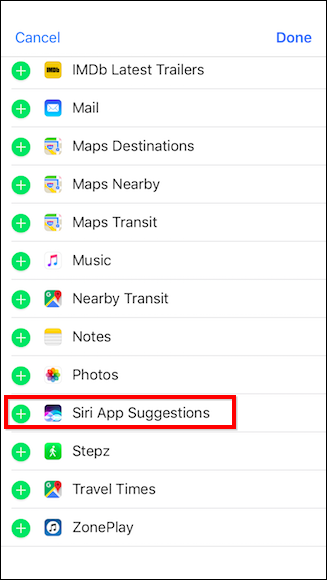 Cancel Done
IMDb Latest Trailers
Mail
Maps Destinations
Maps Nearby
Maps Transit
Music
Nearby Transit
Notes
Photos
Siri App Suggestions
Stepz
Travel Times
ZonePlay